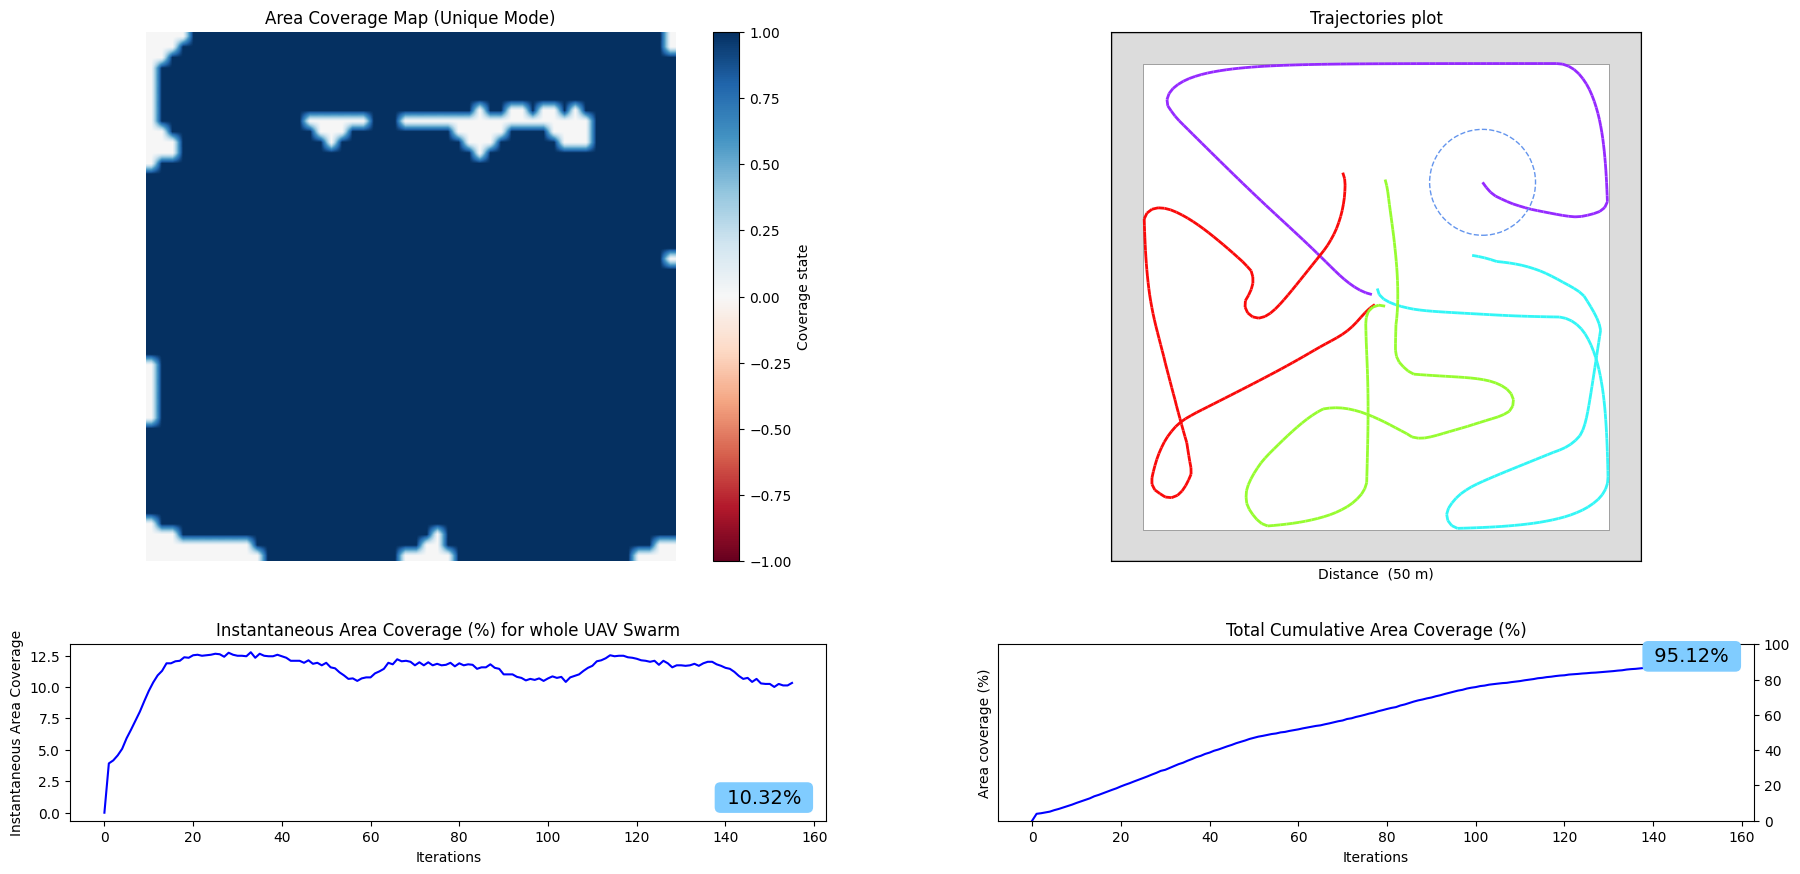 Area Coverage Map (Unique Mode)
1.00
0.75
0.50
0.25
0.00
−0.25
−0.50
−0.75
−1.00
Coverage state
Trajectories plot
Distance  (50 m)
Instantaneous Area Coverage (%) for whole UAV Swarm
Instantaneous Area Coverage
12.5
10.0
7.5
5.0
2.5
0.0
10.32%
0 20 40 60 80 100 120 140 160
Iterations
Total Cumulative Area Coverage (%)
Area coverage (%)
95.12%
100
80
60
40
20
0
0 20 40 60 80 100 120 140 160
Iterations